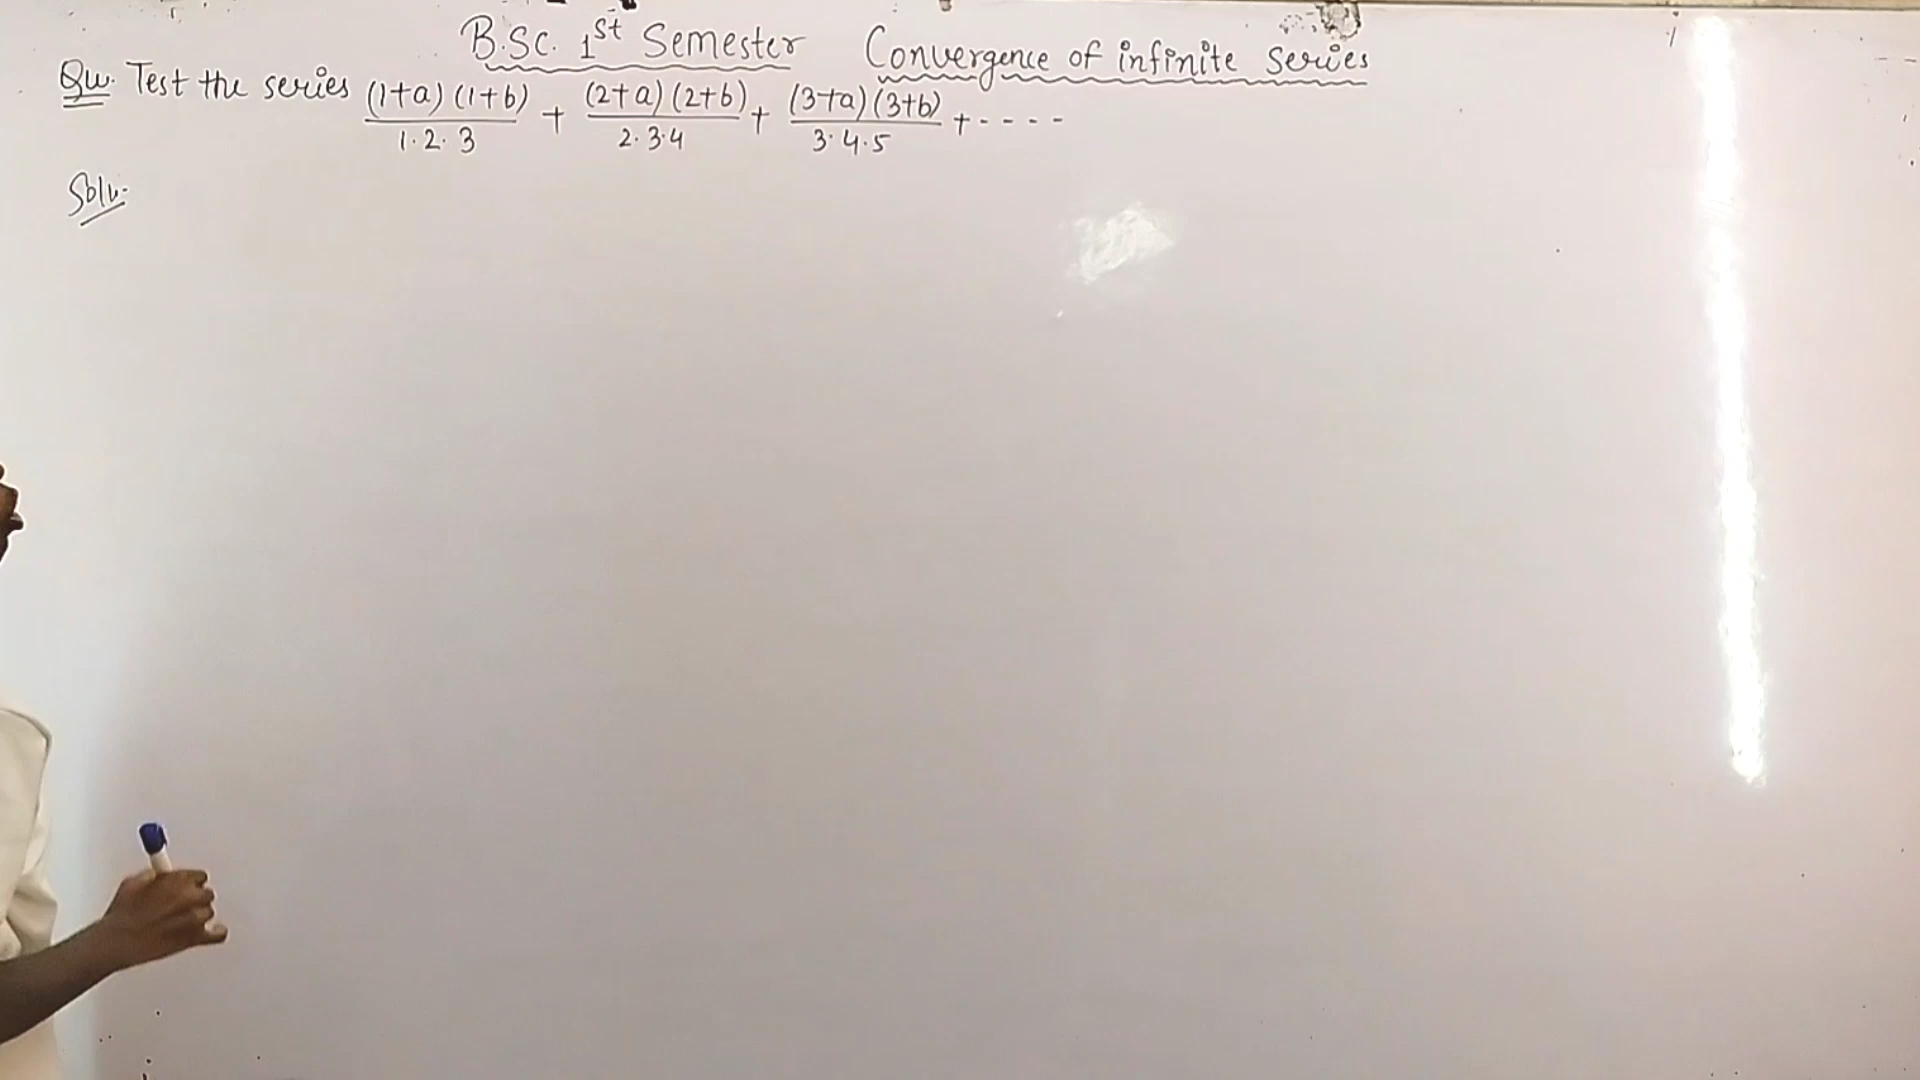 B.Sc. 1st Semester Convergence of infinite series
Qu. Test the series (1+a)(1+b)/1·2·3 + (2+a)(2+b)/2·3·4 + (3+a)(3+b)/3·4·5 + - - - -
Solu.